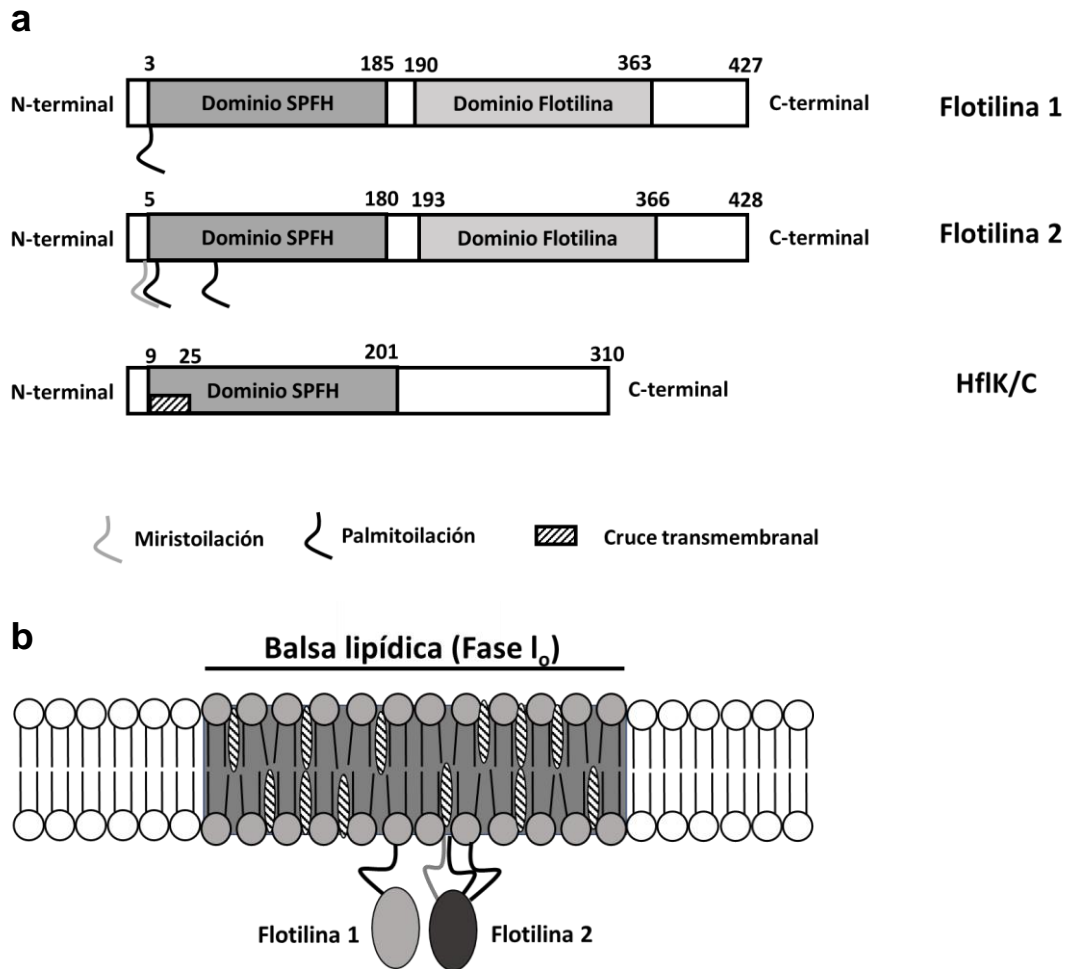 a
3 185 190 363 427
N-terminal Dominio SPFH Dominio Flotilina C-terminal Flotilina 1
5 180 193 366 428
N-terminal Dominio SPFH Dominio Flotilina C-terminal Flotilina 2
9 25 201 310
N-terminal Dominio SPFH C-terminal HflK/C
Miristoilación Palmitoilación Cruce transmembranal
b
Balsa lipídica (Fase lₒ)
Flotilina 1 Flotilina 2